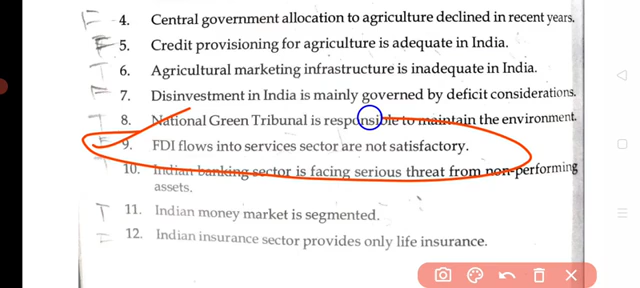 F 4. Central government allocation to agriculture declined in recent years.
F 5. Credit provisioning for agriculture is adequate in India.
T 6. Agricultural marketing infrastructure is inadequate in India.
F 7. Disinvestment in India is mainly governed by deficit considerations.
T 8. National Green Tribunal is responsible to maintain the environment.
F 9. FDI flows into services sector are not satisfactory.
T 10. Indian banking sector is facing serious threat from non-performing
assets.
T 11. Indian money market is segmented.
F 12. Indian insurance sector provides only life insurance.